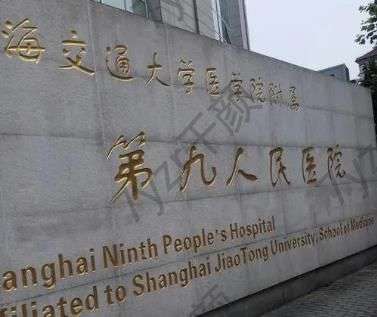 海交通大学医学院附属
第九人民医院
anghai Ninth People's Hospital
filiated to Shanghai JiaoTong University, School of Medicine